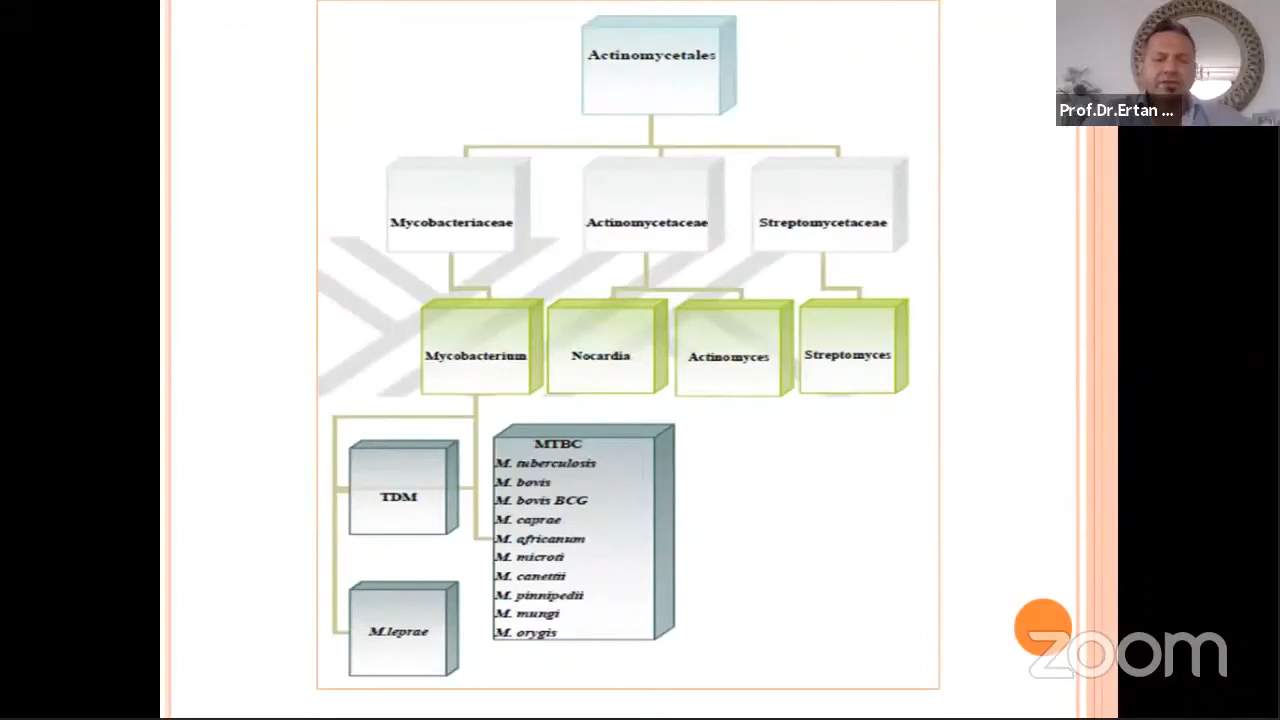 Actinomycetales
Prof.Dr.Ertan ...
Mycobacteriaceae
Actinomycetaceae
Streptomycetaceae
Mycobacterium
Nocardia
Actinomyces
Streptomyces
MTBC
M. tuberculosis
M. bovis
M. bovis BCG
M. caprae
M. africanum
M. microti
M. canettii
M. pinnipedii
M. mungi
M. orygis
TDM
M.leprae
zoom